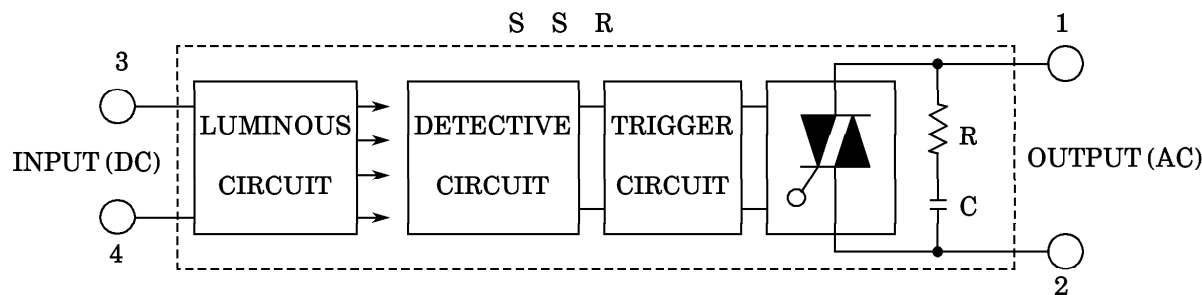 S S R
1
3
LUMINOUS CIRCUIT
DETECTIVE CIRCUIT
TRIGGER CIRCUIT
R
C
INPUT (DC)
OUTPUT (AC)
4
2